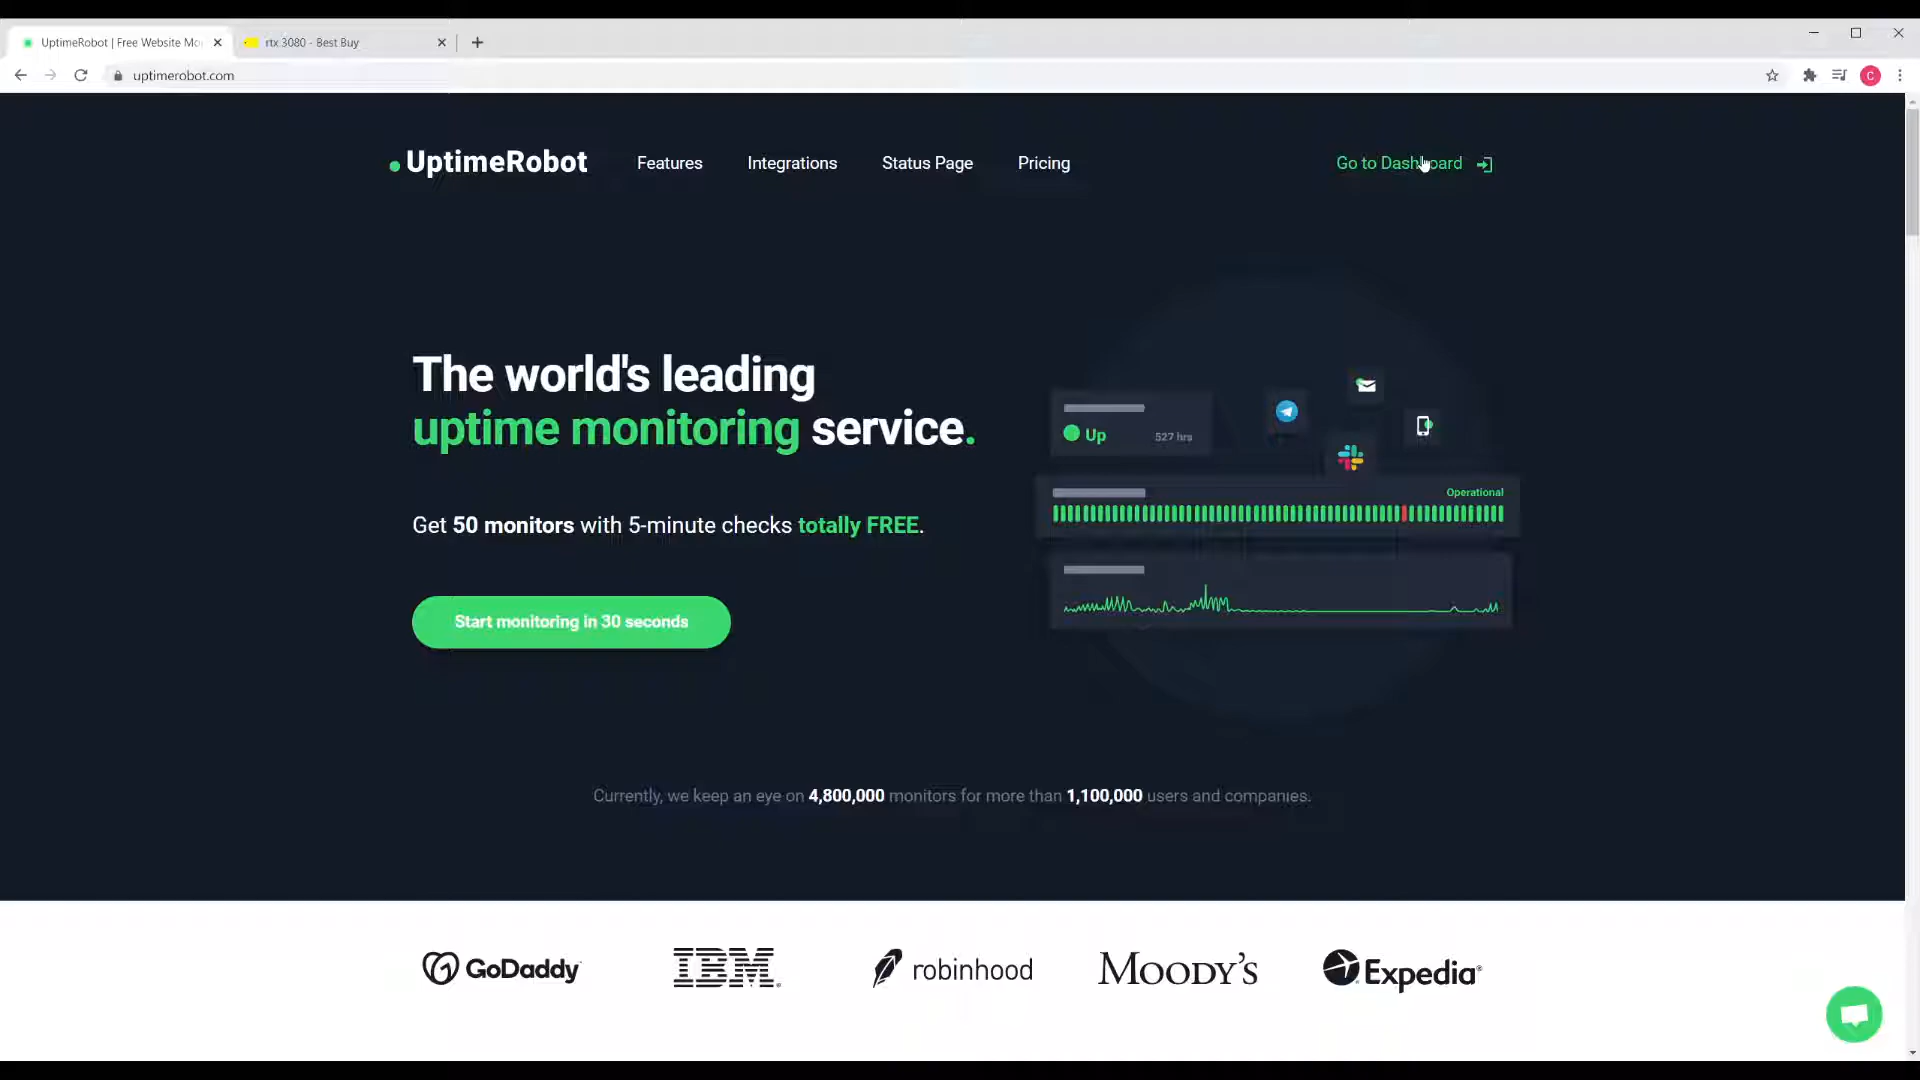 UptimeRobot | Free Website Mo
rtx 3080 - Best Buy
uptimerobot.com
C
UptimeRobot
Features
Integrations
Status Page
Pricing
Go to Dashboard
The world's leading
uptime monitoring service.
Get 50 monitors with 5-minute checks totally FREE.
Start monitoring in 30 seconds
Up
527 hrs
Operational
Currently, we keep an eye on 4,800,000 monitors for more than 1,100,000 users and companies.
GoDaddy
IBM®
robinhood
MOODY'S
Expedia®